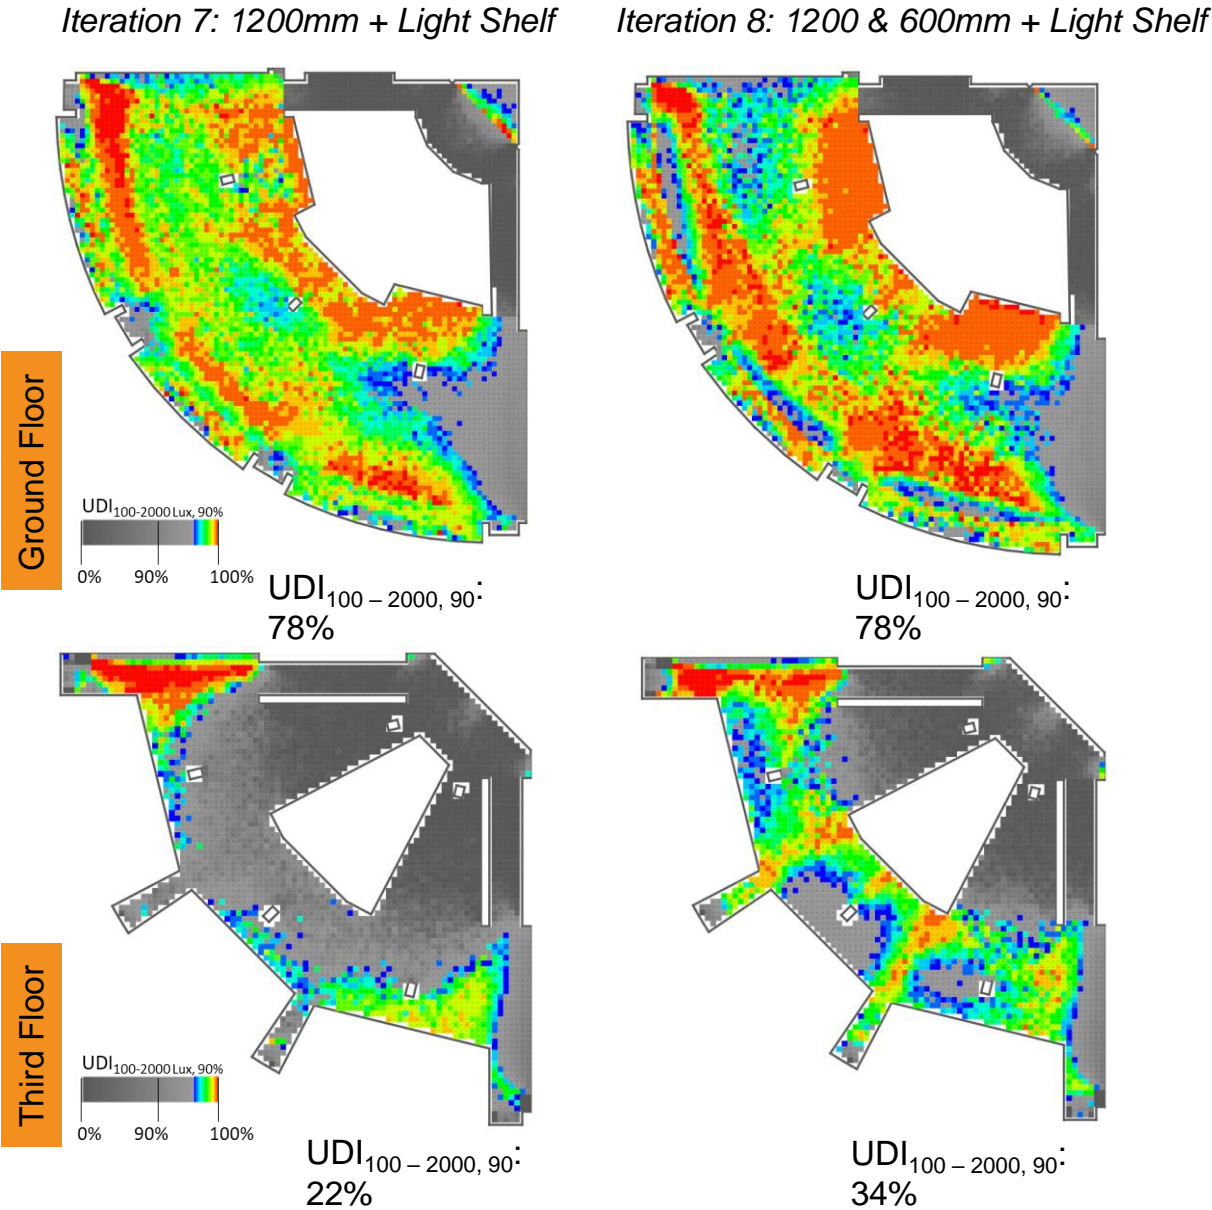 Iteration 7: 1200mm + Light Shelf
Iteration 8: 1200 & 600mm + Light Shelf
Ground Floor
UDI100-2000 Lux, 90%
0% 90% 100%
UDI100 – 2000, 90:
78%
UDI100 – 2000, 90:
78%
Third Floor
UDI100-2000 Lux, 90%
0% 90% 100%
UDI100 – 2000, 90:
22%
UDI100 – 2000, 90:
34%